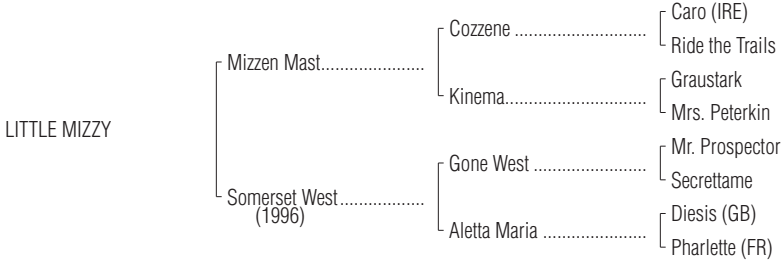 Caro (IRE)
Cozzene ............................
Ride the Trails
Mizzen Mast......................
Graustark
Kinema..............................
Mrs. Peterkin
LITTLE MIZZY
Mr. Prospector
Gone West ........................
Secrettame
Somerset West..................
(1996)
Diesis (GB)
Aletta Maria ......................
Pharlette (FR)